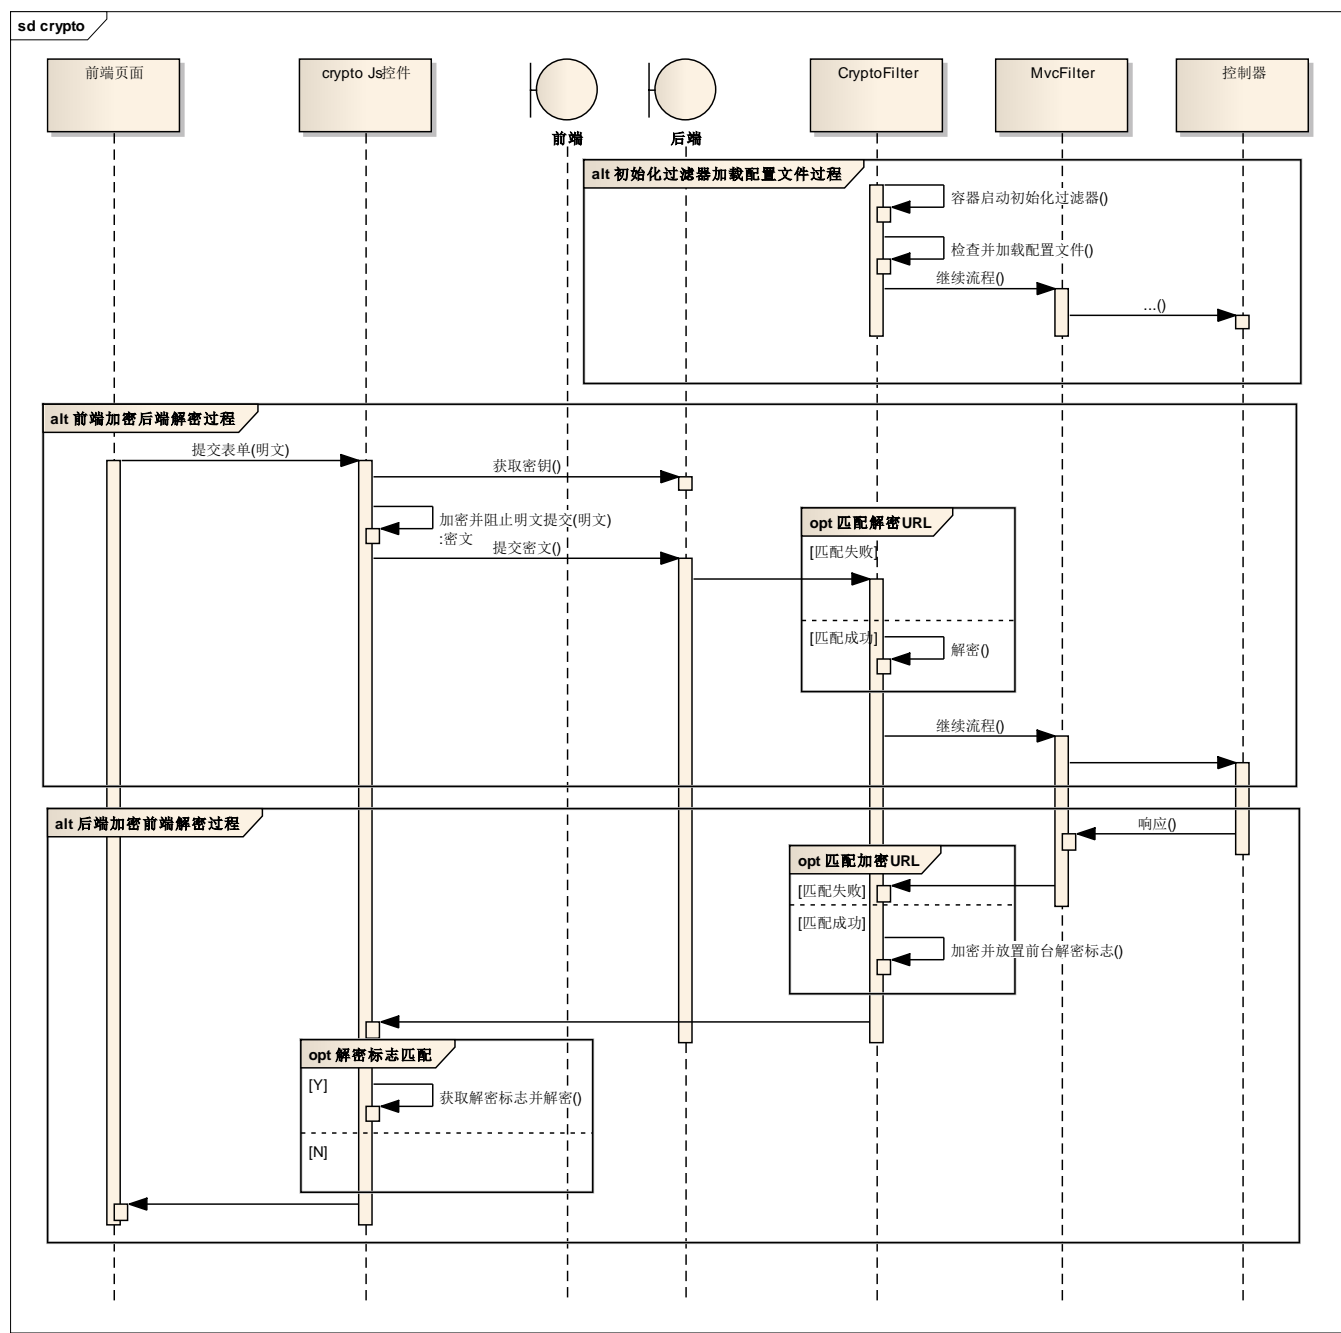 sd crypto
前端页面
crypto Js控件
前端
后端
CryptoFilter
MvcFilter
控制器
alt 初始化过滤器加载配置文件过程
容器启动初始化过滤器()
检查并加载配置文件()
继续流程()
...()
alt 前端加密后端解密过程
提交表单(明文)
获取密钥()
加密并阻止明文提交(明文)
:密文
提交密文()
opt 匹配解密URL
[匹配失败]
[匹配成功]
解密()
继续流程()
alt 后端加密前端解密过程
响应()
opt 匹配加密URL
[匹配失败]
[匹配成功]
加密并放置前台解密标志()
opt 解密标志匹配
[Y]
获取解密标志并解密()
[N]